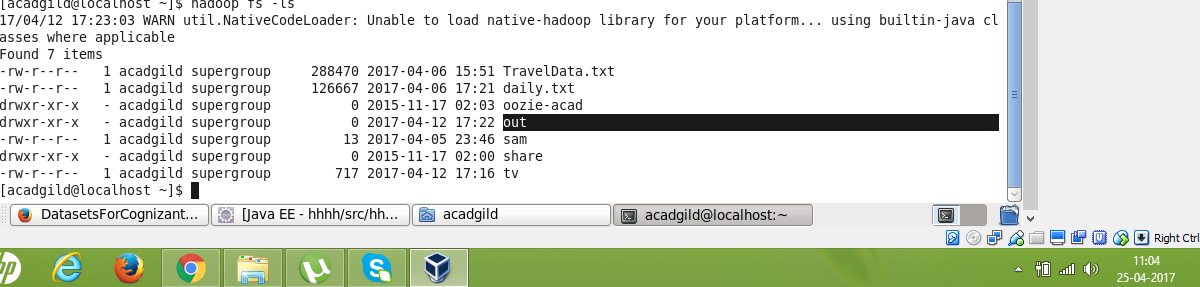 [acadgild@localhost ~]$ hadoop fs -ls
17/04/12 17:23:03 WARN util.NativeCodeLoader: Unable to load native-hadoop library for your platform... using builtin-java cl
asses where applicable
Found 7 items
-rw-r--r--   1 acadgild supergroup     288470 2017-04-06 15:51 TravelData.txt
-rw-r--r--   1 acadgild supergroup     126667 2017-04-06 17:21 daily.txt
drwxr-xr-x   - acadgild supergroup          0 2015-11-17 02:03 oozie-acad
drwxr-xr-x   - acadgild supergroup          0 2017-04-12 17:22 out
-rw-r--r--   1 acadgild supergroup         13 2017-04-05 23:46 sam
drwxr-xr-x   - acadgild supergroup          0 2015-11-17 02:00 share
-rw-r--r--   1 acadgild supergroup        717 2017-04-12 17:16 tv
[acadgild@localhost ~]$
DatasetsForCognizant... [Java EE - hhhh/src/hh... acadgild acadgild@localhost:~
Right Ctrl
hp
11:04
25-04-2017